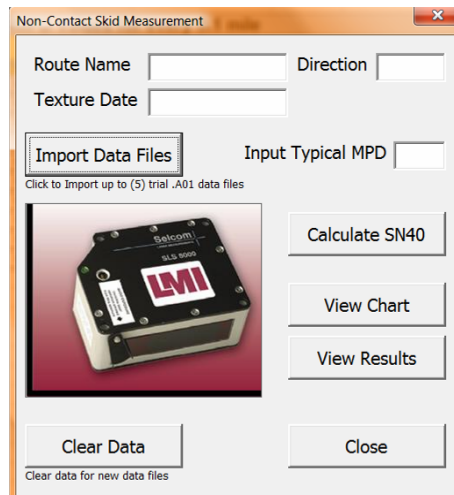 Non-Contact Skid Measurement
Route Name
Direction
Texture Date
Import Data Files
Input Typical MPD
Click to Import up to (5) trial .A01 data files
Selcom
SLS 5000
LMI
Calculate SN40
View Chart
View Results
Clear Data
Close
Clear data for new data files